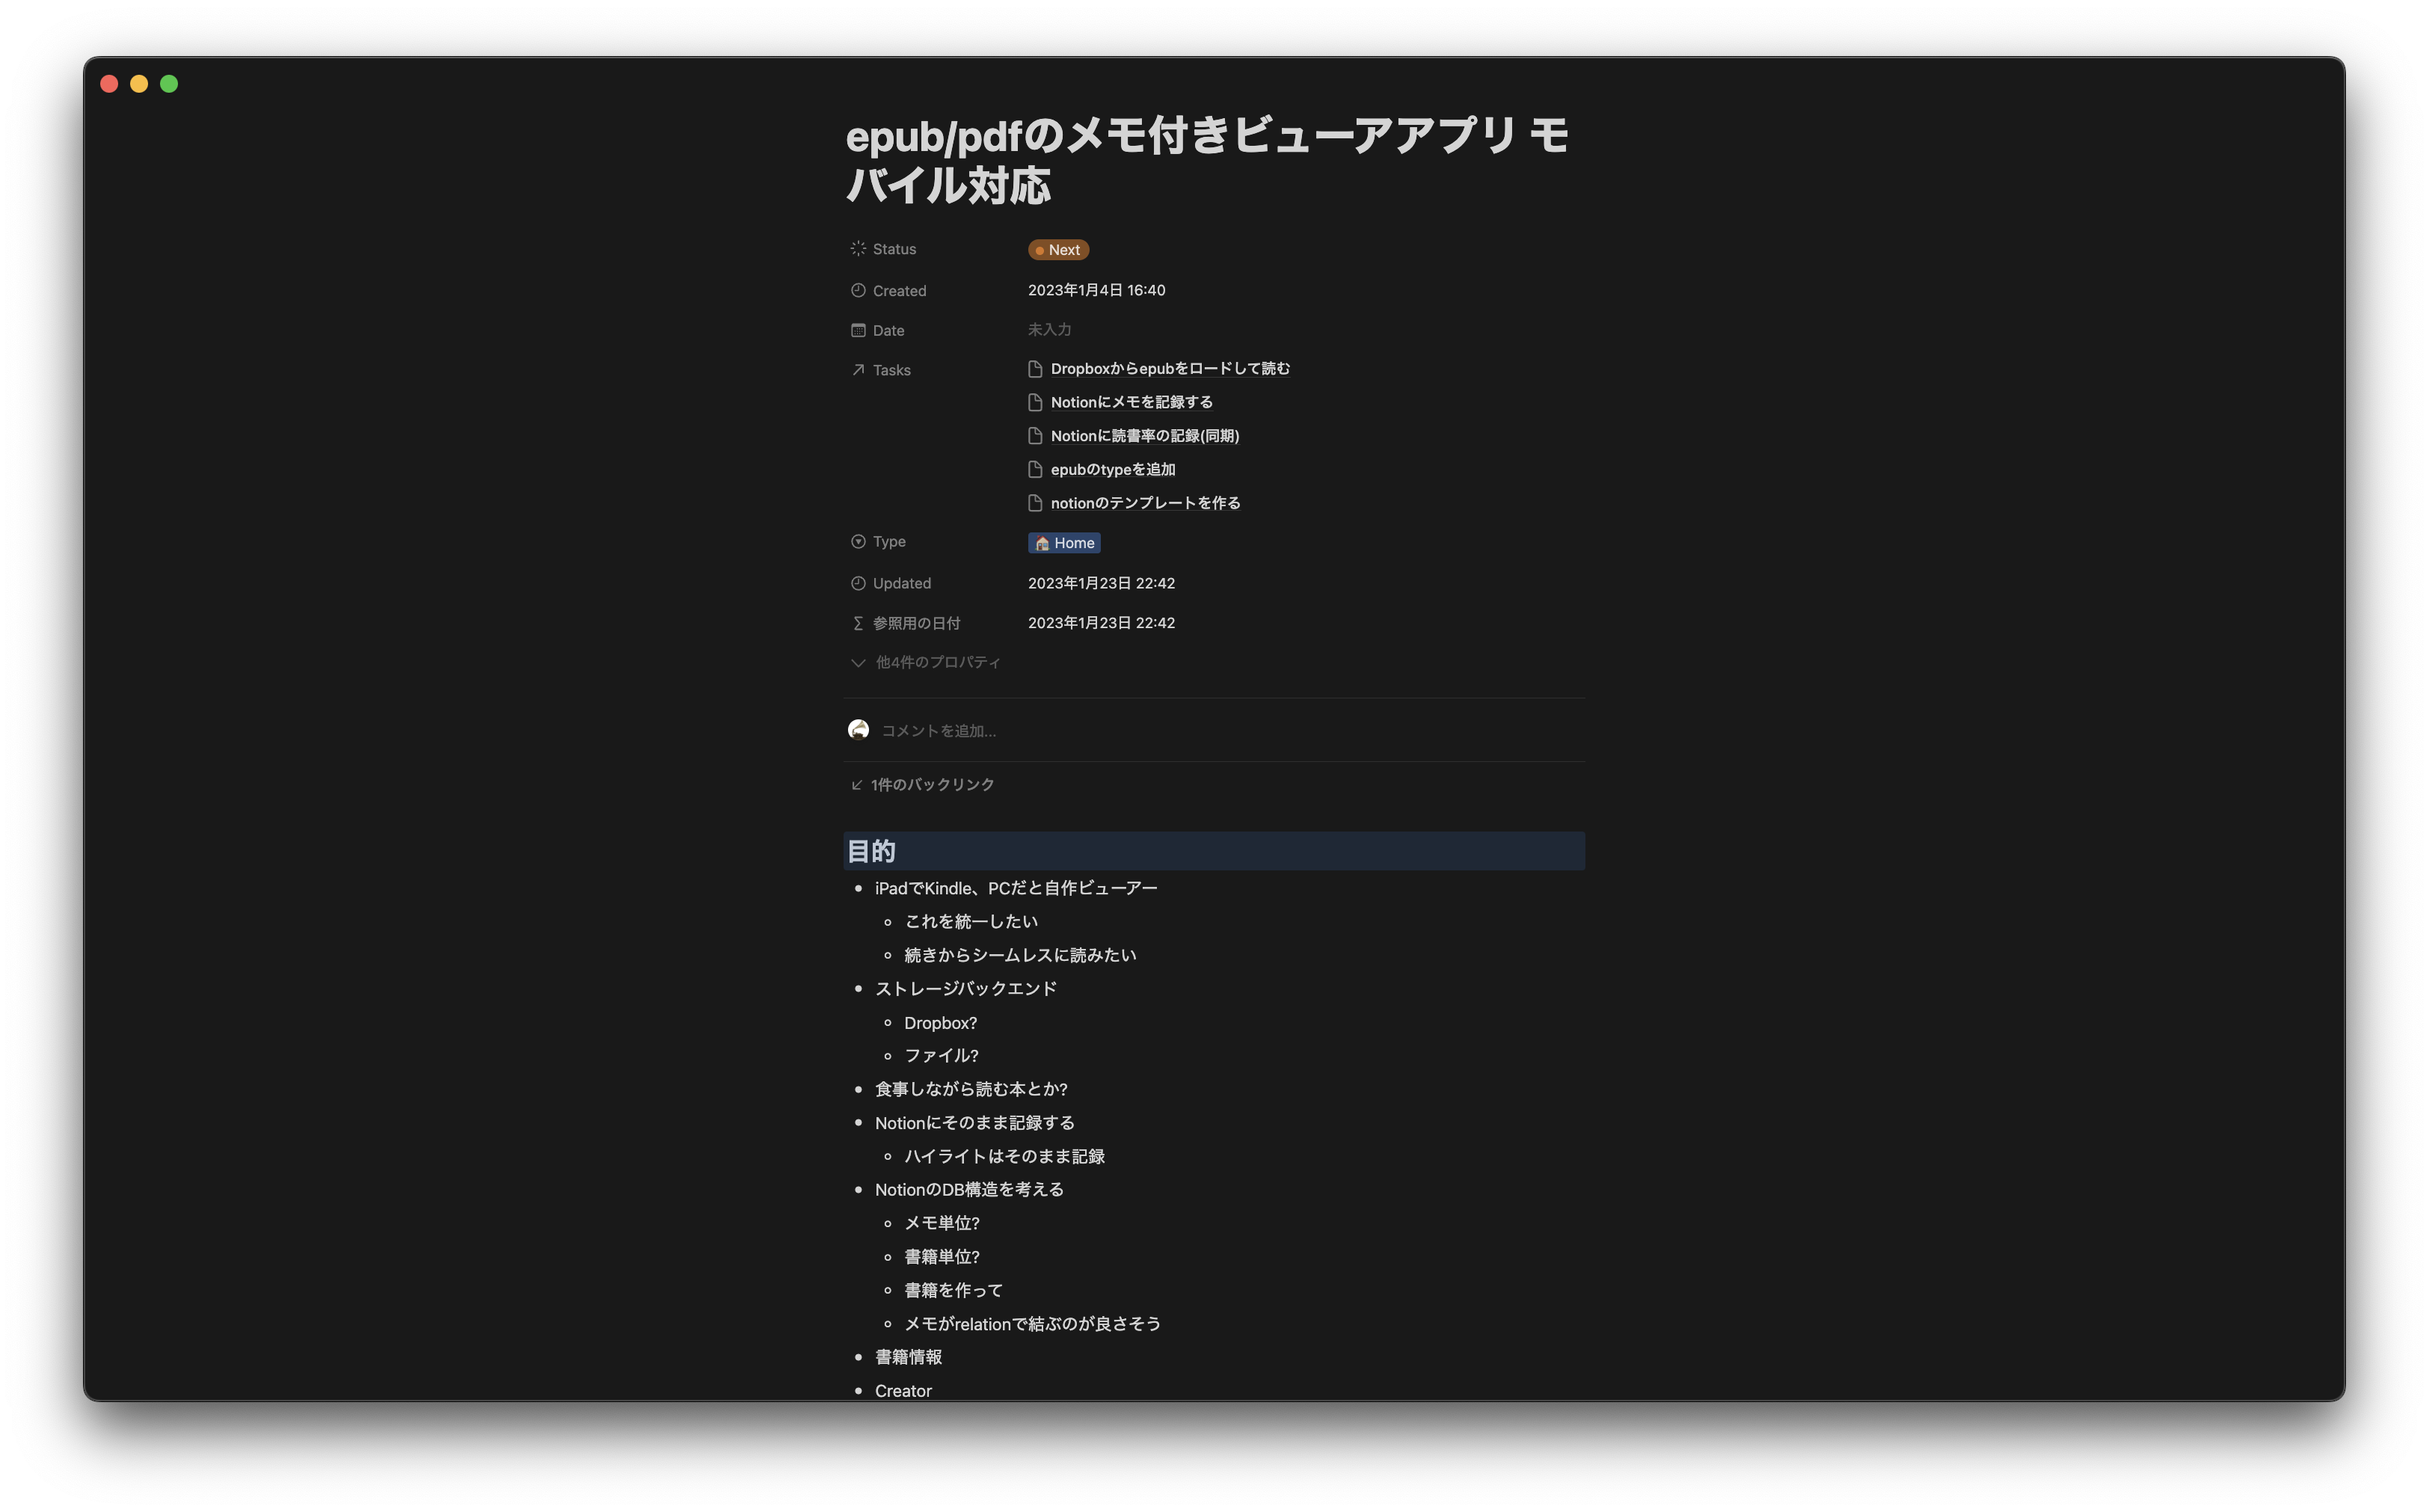 epub/pdfのメモ付きビューアアプリ モ
バイル対応
Status Next
Created 2023年1月4日 16:40
Date 未入力
Tasks Dropboxからepubをロードして読む
Notionにメモを記録する
Notionに読書率の記録(同期)
epubのtypeを追加
notionのテンプレートを作る
Type Home
Updated 2023年1月23日 22:42
参照用の日付 2023年1月23日 22:42
他4件のプロパティ
コメントを追加...
1件のバックリンク
目的
iPadでKindle、PCだと自作ビューアー
これを統一したい
続きからシームレスに読みたい
ストレージバックエンド
Dropbox?
ファイル?
食事しながら読む本とか?
Notionにそのまま記録する
ハイライトはそのまま記録
NotionのDB構造を考える
メモ単位?
書籍単位?
書籍を作って
メモがrelationで結ぶのが良さそう
書籍情報
Creator